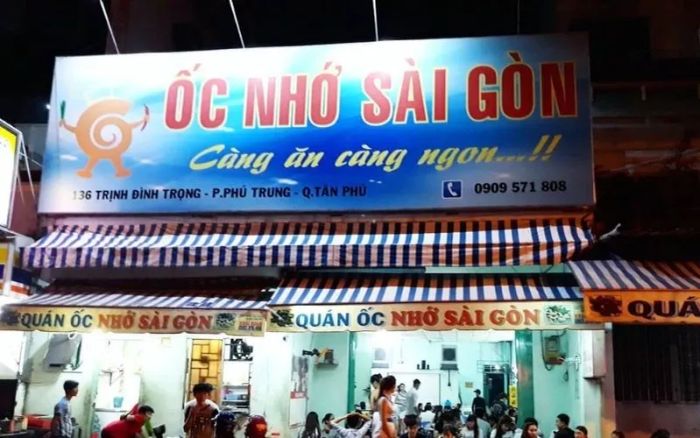 ỐC NHỚ SÀI GÒN
Càng ăn càng ngon...!!
136 TRỊNH ĐÌNH TRỌNG - P.PHÚ TRUNG - Q.TÂN PHÚ
0909 571 808
QUÁN ỐC NHỚ SÀI GÒN
QUÁN ỐC NHỚ SÀI GÒN
QUÁ